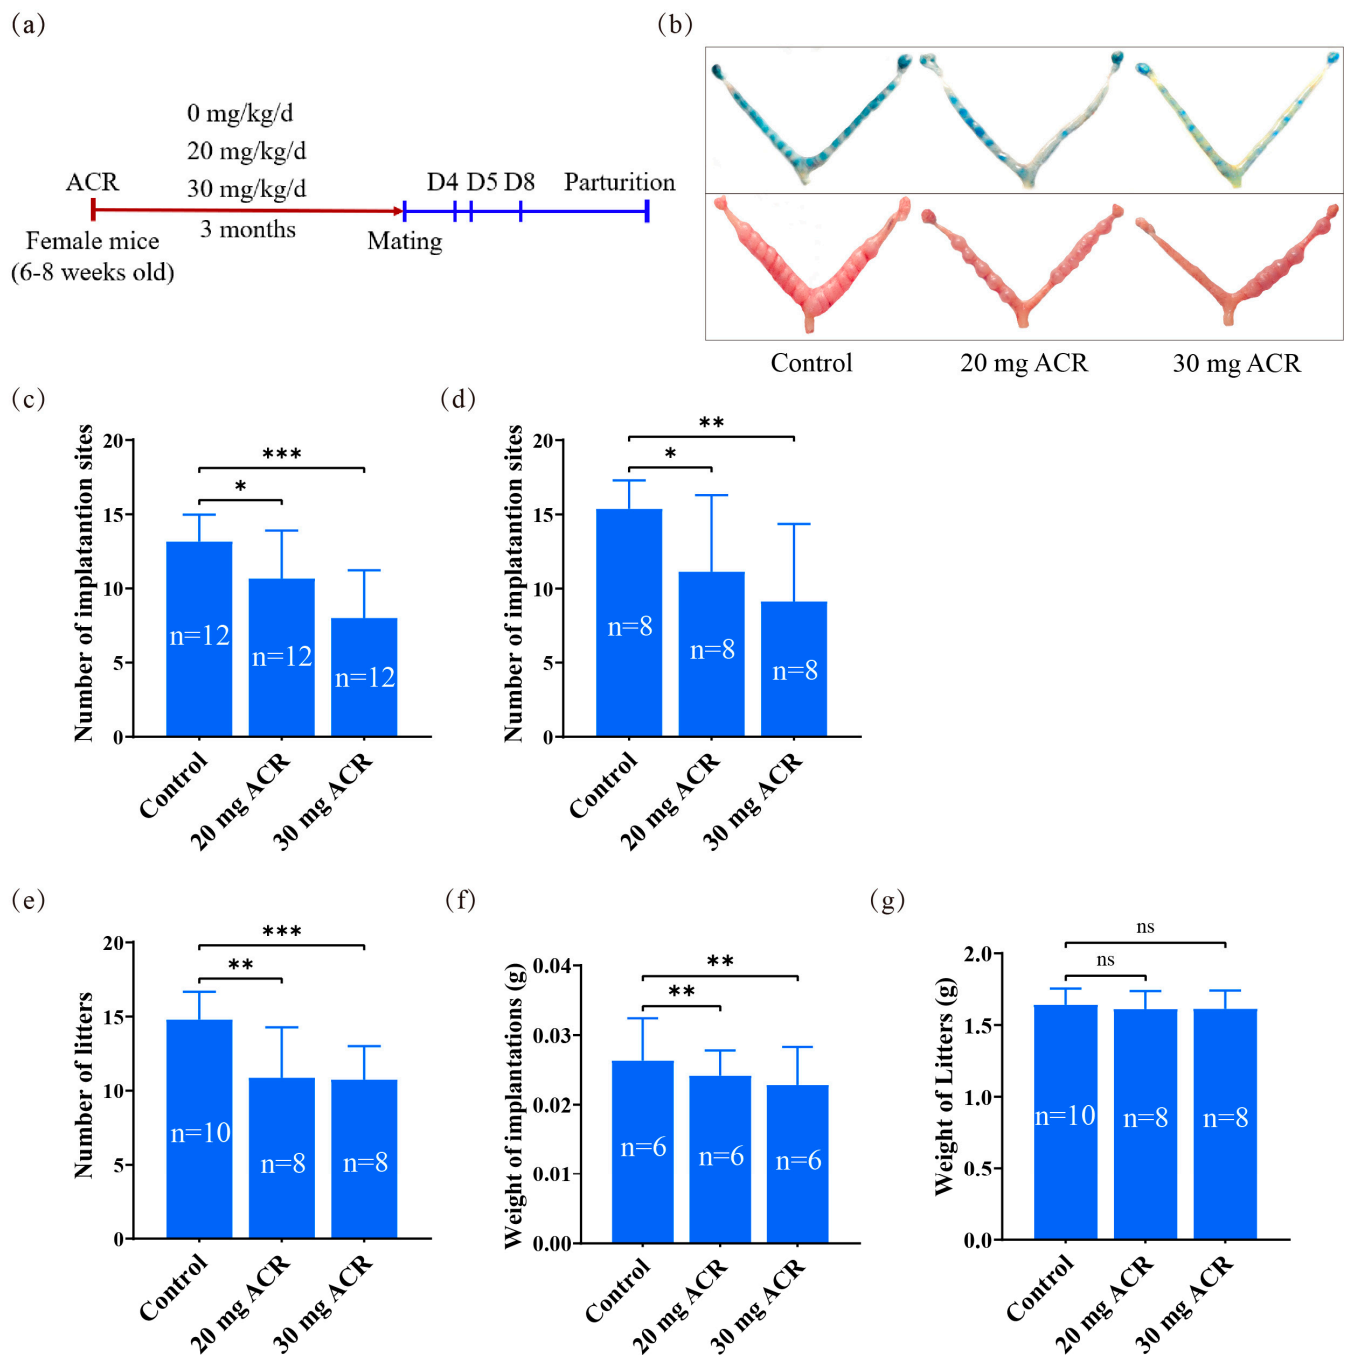 (a)
0 mg/kg/d
20 mg/kg/d
30 mg/kg/d
ACR
D4 D5 D8 Parturition
3 months
Female mice
(6-8 weeks old)
Mating
(b)
Control 20 mg ACR 30 mg ACR
(c)
Number of implatantion sites
20
15
10
5
0
***
*
n=12
n=12
n=12
Control
20 mg ACR
30 mg ACR
(d)
Number of implatantion sites
20
15
10
5
0
**
*
n=8
n=8
n=8
Control
20 mg ACR
30 mg ACR
(e)
Number of litters
20
15
10
5
0
***
**
n=10
n=8
n=8
Control
20 mg ACR
30 mg ACR
(f)
Weight of implantations (g)
0.04
0.03
0.02
0.01
0.00
**
**
n=6
n=6
n=6
Control
20 mg ACR
30 mg ACR
(g)
Weight of Litters (g)
2.0
1.5
1.0
0.5
0.0
ns
ns
n=10
n=8
n=8
Control
20 mg ACR
30 mg ACR